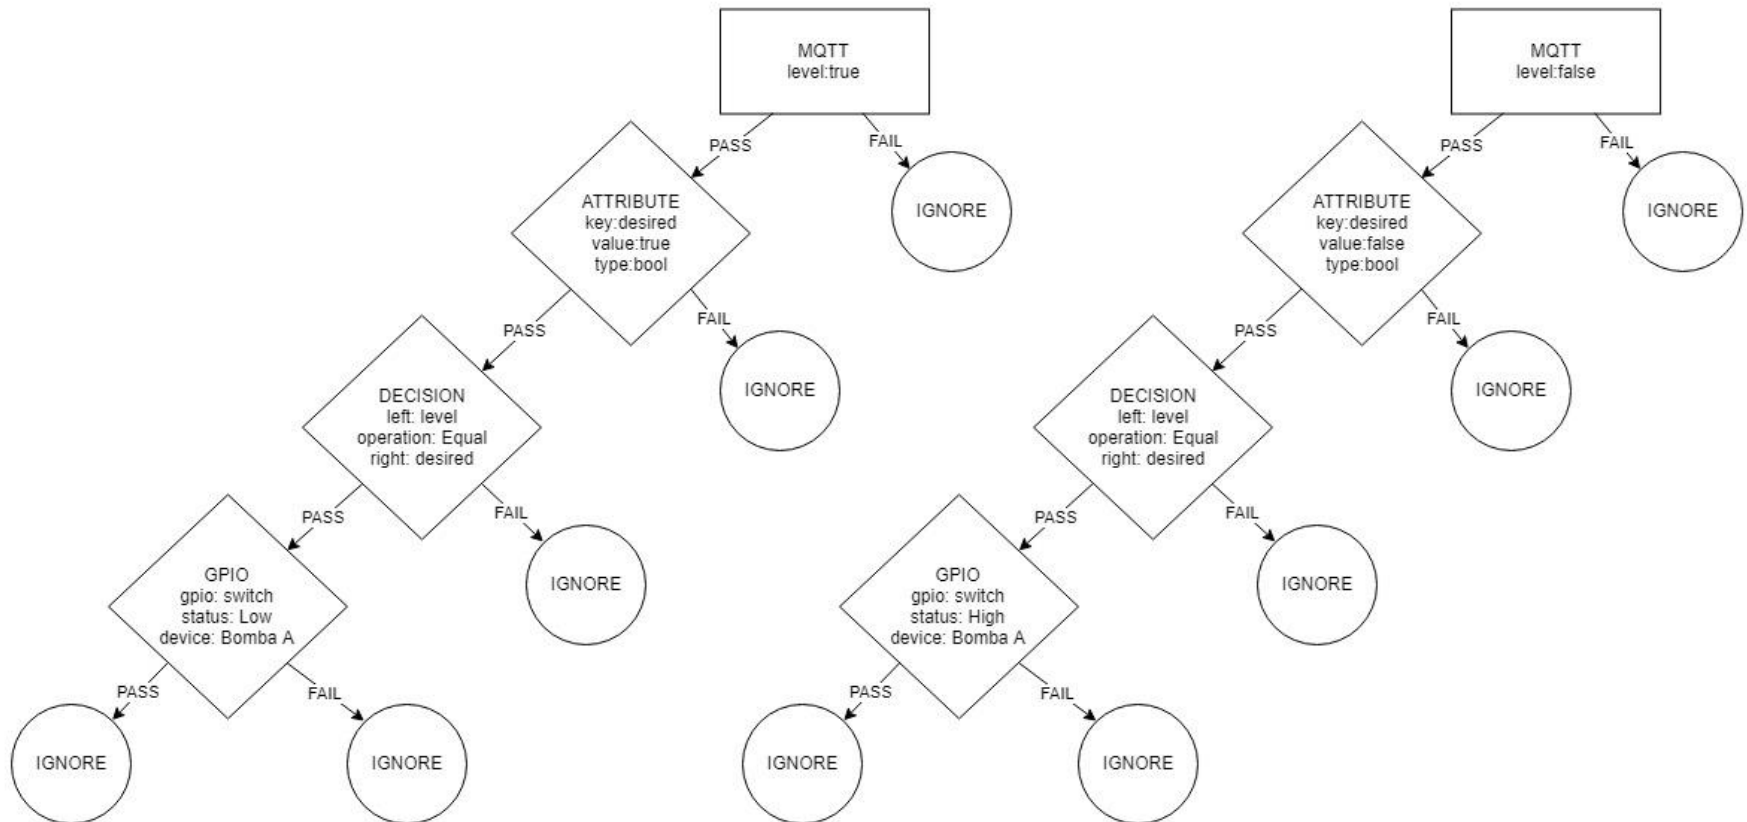 MQTT
level:true
PASS
FAIL
ATTRIBUTE
key:desired
value:true
type:bool
IGNORE
PASS
FAIL
DECISION
left: level
operation: Equal
right: desired
IGNORE
PASS
FAIL
GPIO
gpio: switch
status: Low
device: Bomba A
IGNORE
PASS
FAIL
IGNORE
IGNORE
MQTT
level:false
PASS
FAIL
ATTRIBUTE
key:desired
value:false
type:bool
IGNORE
PASS
FAIL
DECISION
left: level
operation: Equal
right: desired
IGNORE
PASS
FAIL
GPIO
gpio: switch
status: High
device: Bomba A
IGNORE
PASS
FAIL
IGNORE
IGNORE